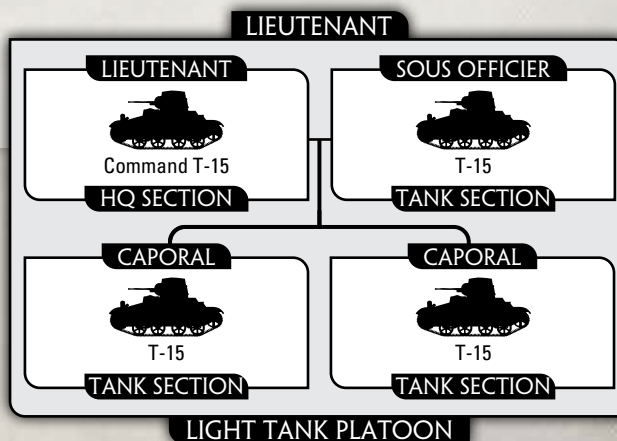 LIEUTENANT
LIEUTENANT
Command T-15
HQ SECTION
SOUS OFFICIER
T-15
TANK SECTION
CAPORAL
T-15
TANK SECTION
CAPORAL
T-15
TANK SECTION
LIGHT TANK PLATOON